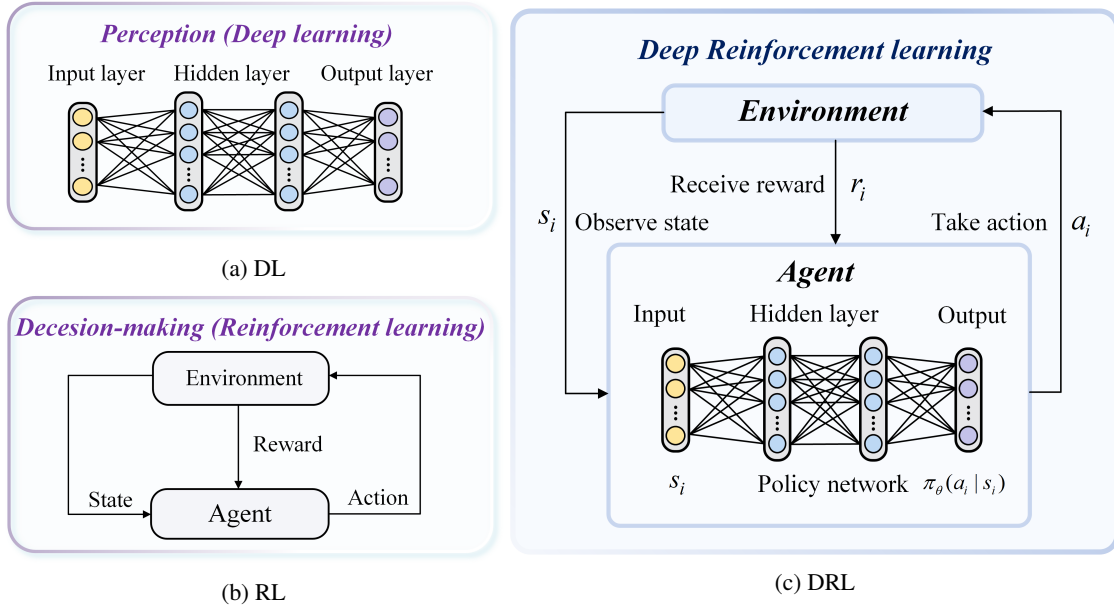 Perception (Deep learning)
Input layer Hidden layer Output layer
(a) DL
Decesion-making (Reinforcement learning)
Environment
Reward
State
Action
Agent
(b) RL
Deep Reinforcement learning
Environment
Receive reward r_i
s_i Observe state
Take action a_i
Agent
Input Hidden layer Output
s_i Policy network π_θ(a_i | s_i)
(c) DRL